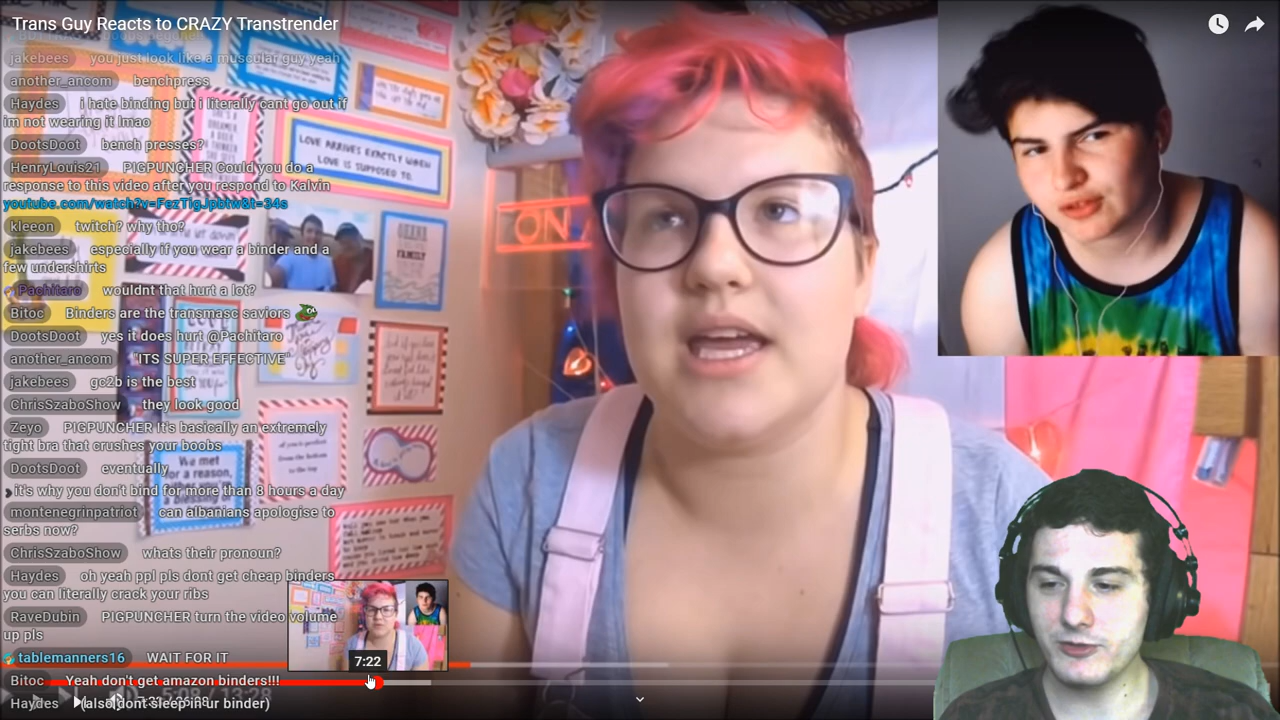 Trans Guy Reacts to CRAZY Transtrender
jakebees you just look like a muscular guy yeah
another_ancom benchpress
Haydes i hate binding but i literally cant go out if
im not wearing it lmao
DootsDoot bench presses?
HenryLouis21 PIGPUNCHER Could you do a
response to this video after you respond to Kalvin
kleeon twitch? why tho?
jakebees especially if you wear a binder and a
few undershirts
Pachitaro wouldnt that hurt a lot?
Bitoc Binders are the transmasc saviors
DootsDoot yes it does hurt @Pachitaro
another_ancom "ITS SUPER EFFECTIVE"
jakebees gc2b is the best
ChrisSzaboShow they look good
Zeyo PIGPUNCHER It's basically an extremely
tight bra that crushes your boobs
DootsDoot eventually
it's why you don't bind for more than 8 hours a day
montenegrinpatriot can albanians apologise to
serbs now?
ChrisSzaboShow whats their pronoun?
Haydes oh yeah ppl pls dont get cheap binders
you can literally crack your ribs
RaveDubin PIGPUNCHER turn the video volume
up pls
tablemanners16 WAIT FOR IT
Bitoc Yeah don't get amazon binders!!!
Haydes (also dont sleep in ur binder)
7:22
5:08 / 13:28
LOVE ARRIVES EXACTLY WHEN
LOVE IS SUPPOSED TO.
ON
FAMILY
We met
for a reason,